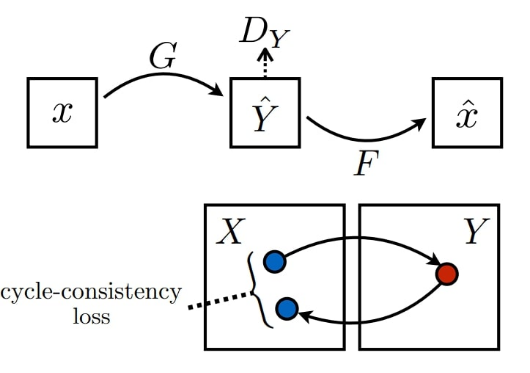 D_Y
G
x
Ŷ
x̂
F
X
Y
cycle-consistency
loss